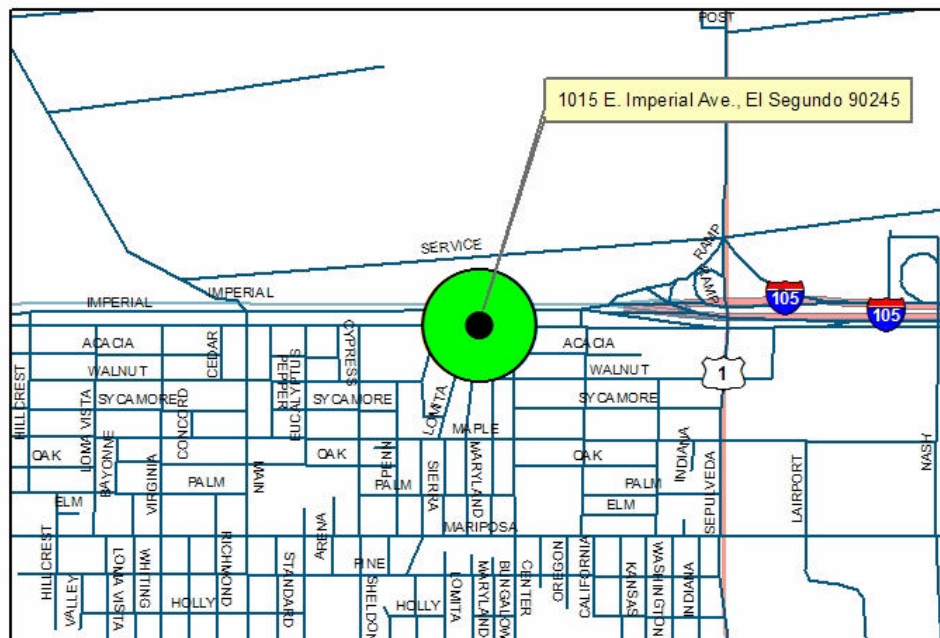 POST
1015 E. Imperial Ave., El Segundo 90245
SERVICE
RAMP
RAMP
IMPERIAL
IMPERIAL
105
105
ACACIA
CEDAR
CYPRESS
ACACIA
HILLCREST
WALNUT
PEPPER
EUCALYPTUS
WALNUT
1
LOMA VISTA
SYCAMORE
CONCORD
SYCAMORE
LOMITA
SYCAMORE
MAPLE
OAK
BAYONNE
VIRGINIA
MAIN
OAK
PENN
SIERRA
MARYLAND
OAK
INDIANA
SEPULVEDA
LAIRPORT
NASH
PALM
PALM
PALM
ELM
ELM
MARIPOSA
HILLCREST
VALLEY
LOMA VISTA
WHITING
RICHMOND
STANDARD
ARENA
PINE
SHELDON
LOMITA
MARYLAND
BUNGALOW
CENTER
CALIFORNIA
KANSAS
WASHINGTON
INDIANA
HOLLY
HOLLY